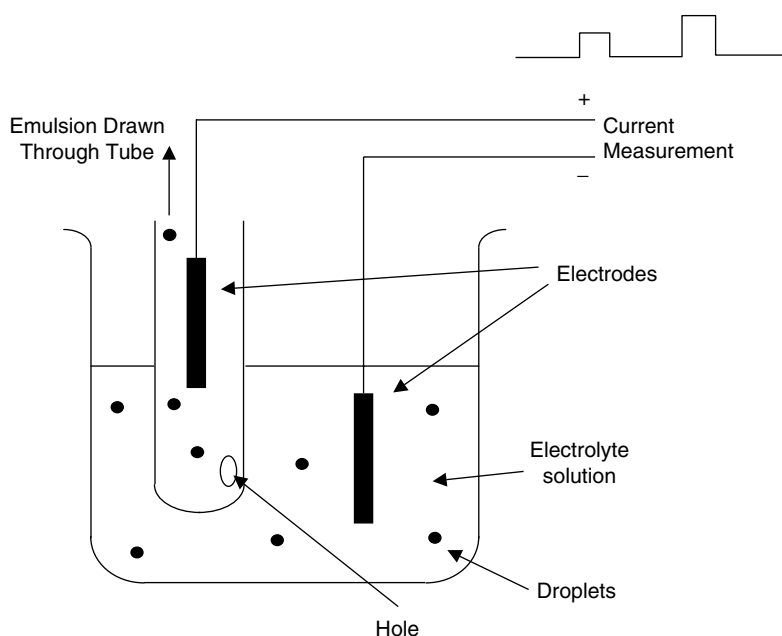 +
Emulsion Drawn
Through Tube
Current
Measurement
–
Electrodes
Electrolyte
solution
Droplets
Hole